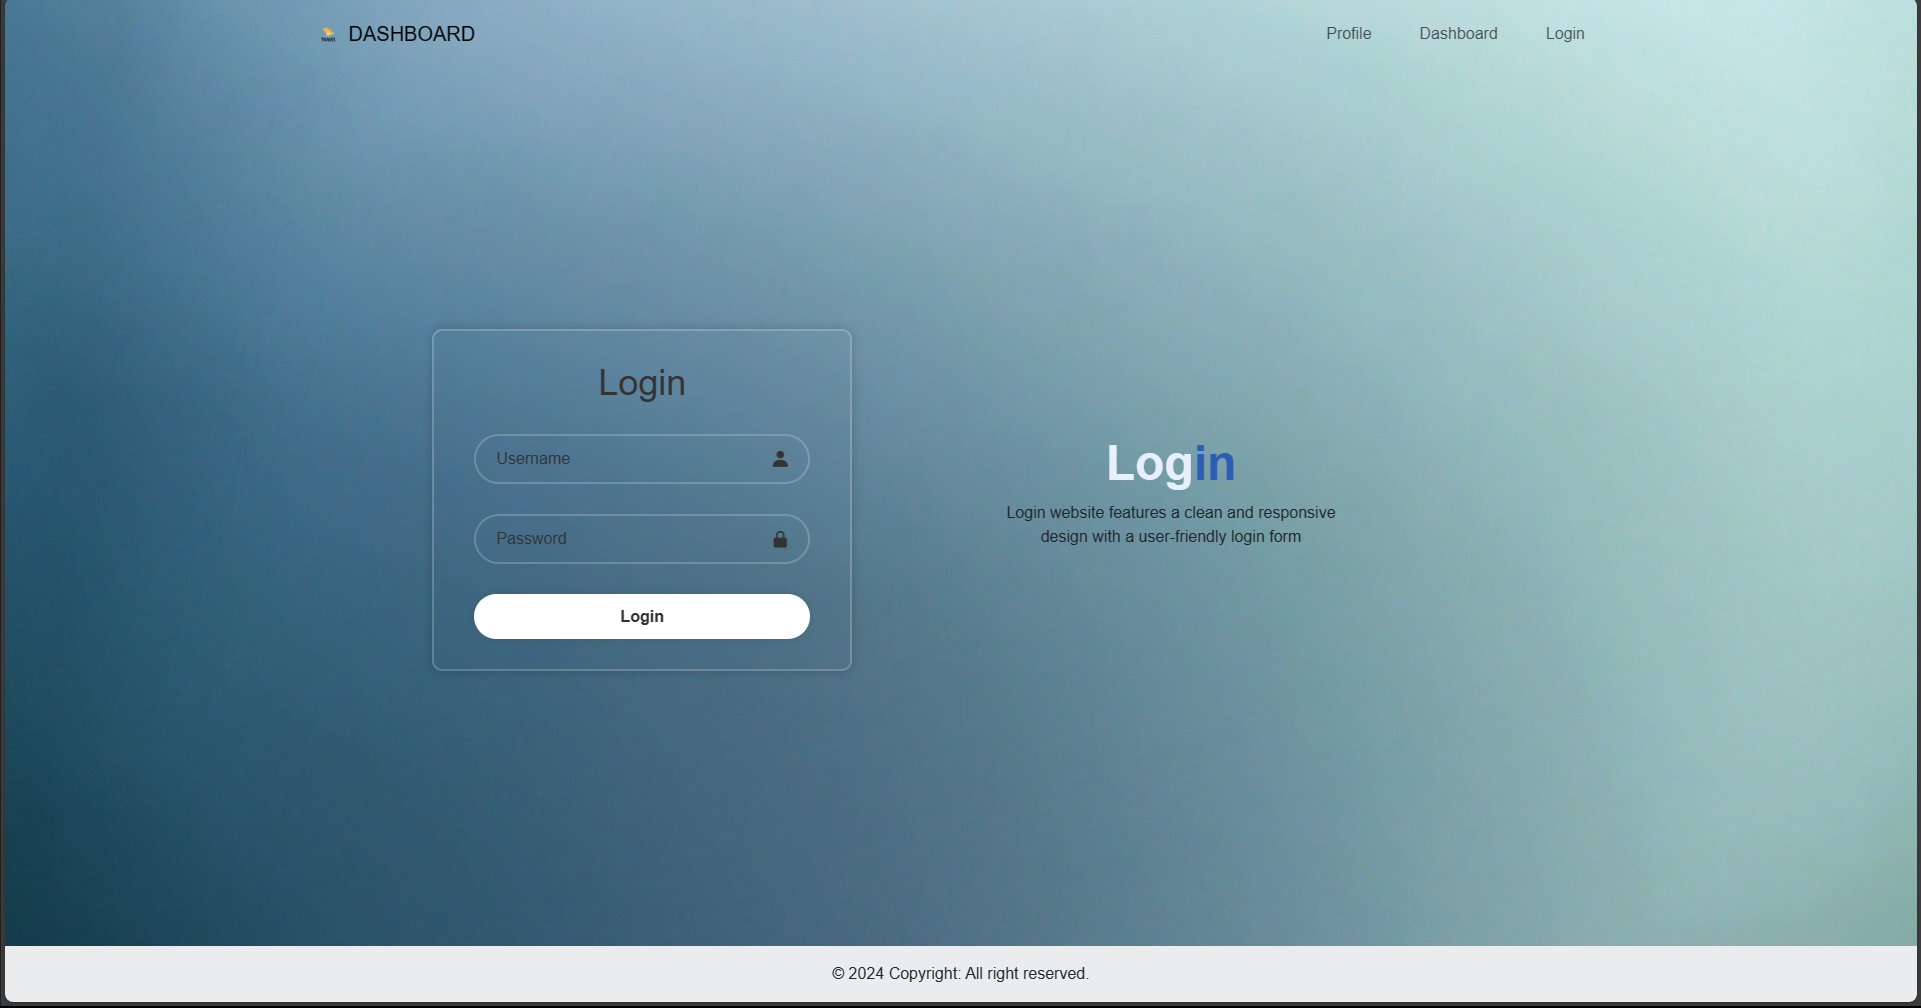 TRAVEL
DASHBOARD
Profile
Dashboard
Login
Login
Username
Password
Login
Login
Login website features a clean and responsive
design with a user-friendly login form
© 2024 Copyright: All right reserved.